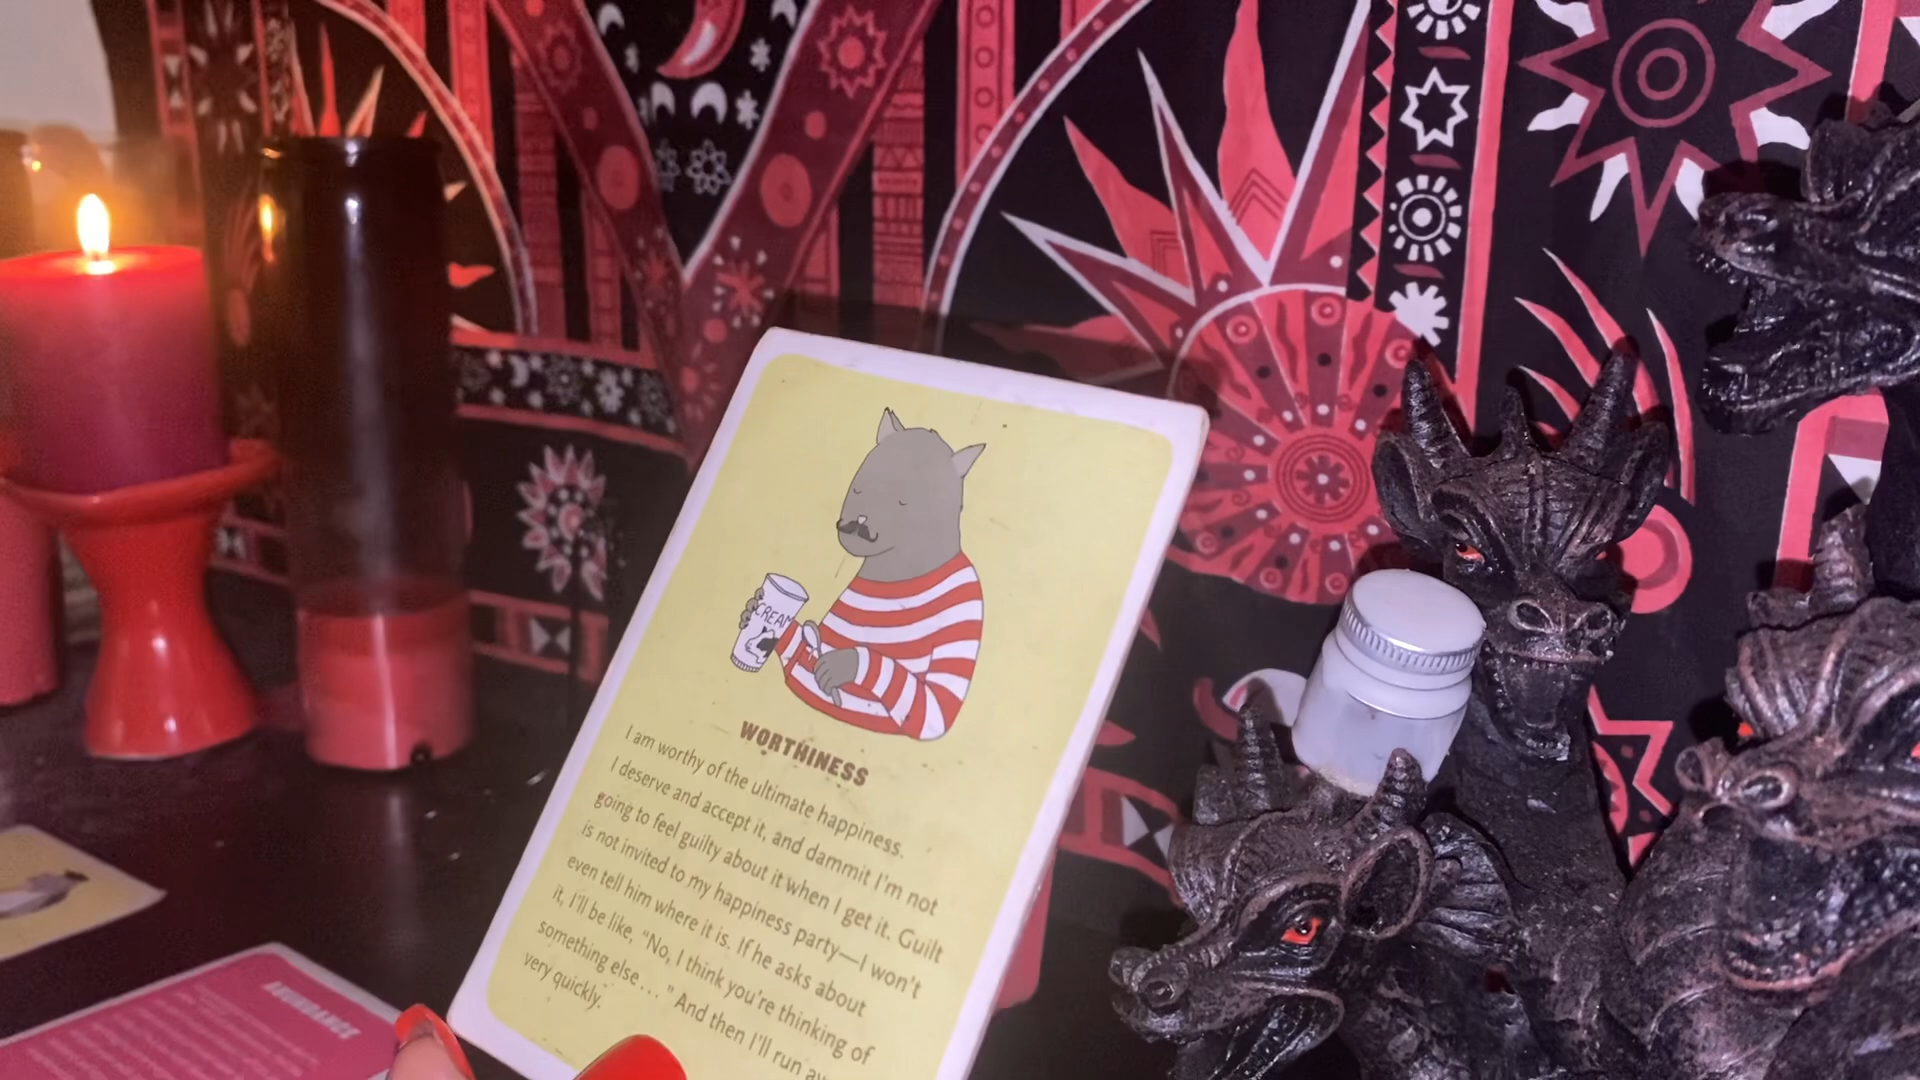 CREAM
WORTHINESS
I am worthy of the ultimate happiness.
I deserve and accept it, and dammit I'm not
going to feel guilty about it when I get it. Guilt
is not invited to my happiness party—I won't
even tell him where it is. If he asks about
it, I'll be like, “No, I think you're thinking of
something else . . . ” And then I'll run
very quickly.
ABUNDANCE